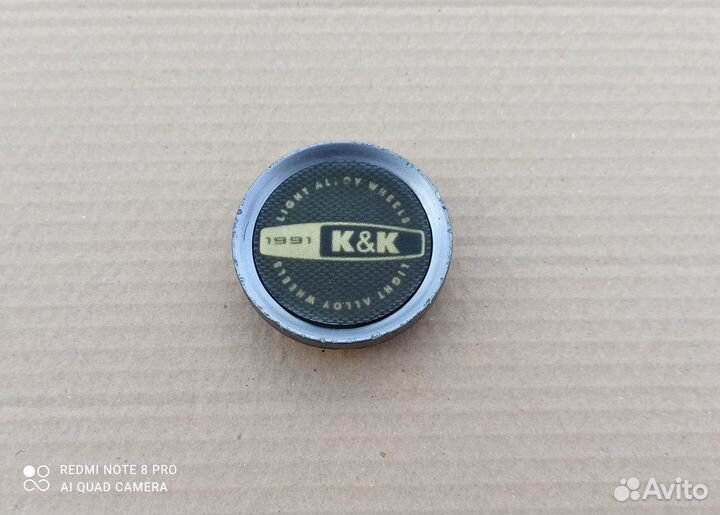 LIGHT ALLOY WHEELS
1991 K&K
LIGHT ALLOY WHEELS
REDMI NOTE 8 PRO
AI QUAD CAMERA
Avito